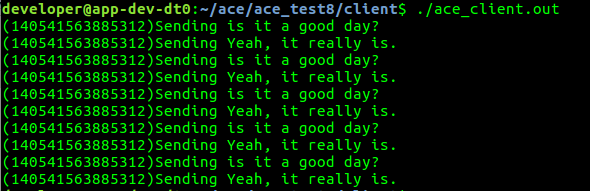 developer@app-dev-dt0:~/ace/ace_test8/client$ ./ace_client.out
(140541563885312)Sending is it a good day?
(140541563885312)Sending Yeah, it really is.
(140541563885312)Sending is it a good day?
(140541563885312)Sending Yeah, it really is.
(140541563885312)Sending is it a good day?
(140541563885312)Sending Yeah, it really is.
(140541563885312)Sending is it a good day?
(140541563885312)Sending Yeah, it really is.
(140541563885312)Sending is it a good day?
(140541563885312)Sending Yeah, it really is.